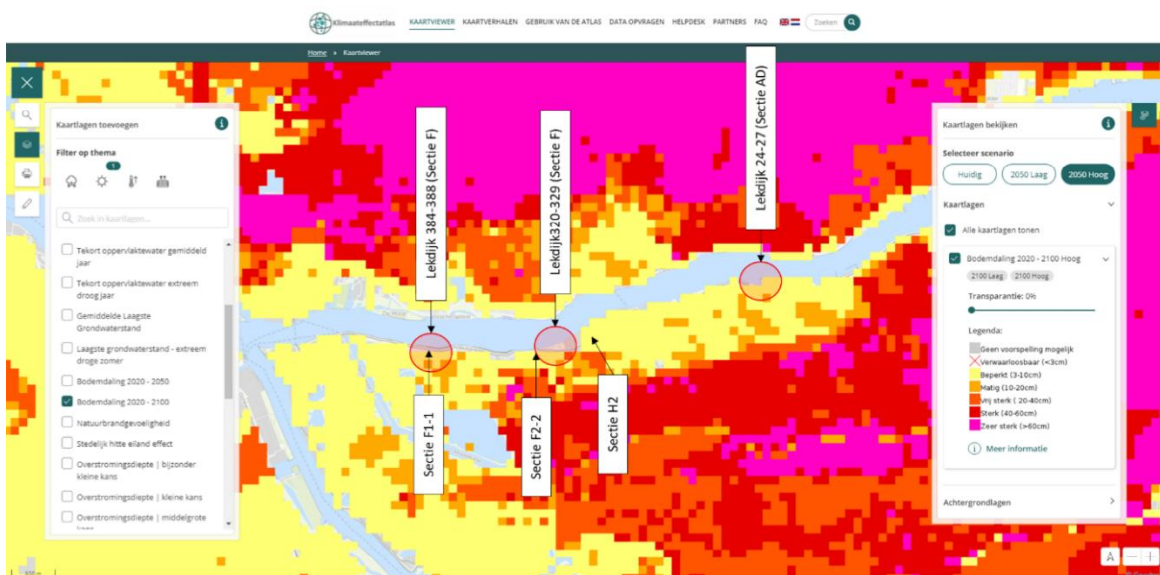 Klimaateffectatlas
KAARTVIEWER KAARTVERHALEN GEBRUIK VAN DE ATLAS DATA OPVRAGEN HELPDESK PARTNERS FAQ Zoeken
Home > Kaartviewer
Kaartlagen toevoegen
Filter op thema
1
Zoek in kaartlagen...
Tekort oppervlaktewater gemiddeld
jaar
Tekort oppervlaktewater extreem
droog jaar
Gemiddelde Laagste
Grondwaterstand
Laagste grondwaterstand - extreem
droge zomer
Bodemdaling 2020 - 2050
Bodemdaling 2020 - 2100
Natuurbrandgevoeligheid
Stedelijk hitte eiland effect
Overstromingsdiepte | bijzonder
kleine kans
Overstromingsdiepte | kleine kans
Overstromingsdiepte | middelgrote
Lekdijk 384-388 (Sectie F)
Lekdijk320-329 (Sectie F)
Lekdijk 24-27 (Sectie AD)
Sectie F1-1
Sectie F2-2
Sectie H2
Kaartlagen bekijken
Selecteer scenario
Huidig 2050 Laag 2050 Hoog
Kaartlagen
Alle kaartlagen tonen
Bodemdaling 2020 - 2100 Hoog
2100 Laag 2100 Hoog
Transparantie: 0%
Legenda:
Geen voorspelling mogelijk
Verwaarloosbaar (<3cm)
Beperkt (3-10cm)
Matig (10-20cm)
Vrij sterk ( 20-40cm)
Sterk (40-60cm)
Zeer sterk (>60cm)
Meer informatie
Achtergrondlagen
A